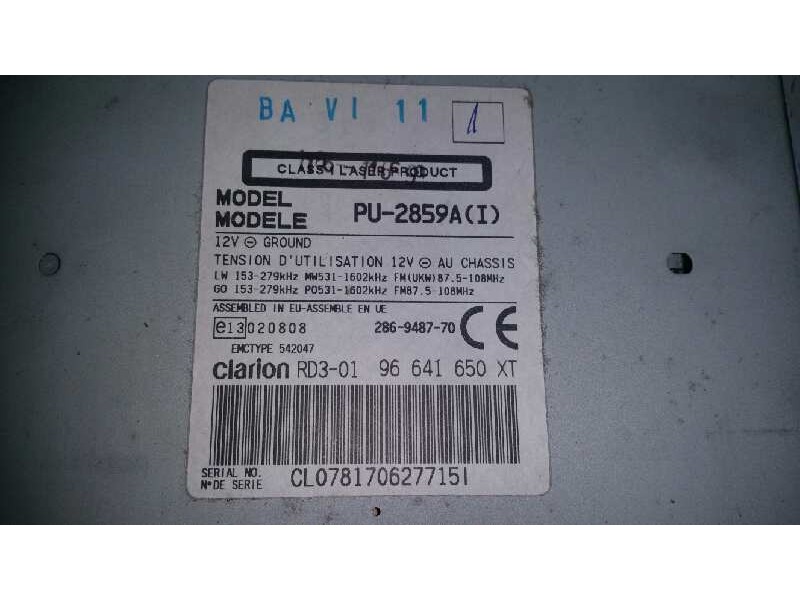 BA VI 11 1
CLASS 1 LASER PRODUCT
MODEL
MODELE PU-2859A(I)
12V ⊖ GROUND
TENSION D'UTILISATION 12V ⊖ AU CHASSIS
LW 153-279kHz MW531-1602kHz FM(UKW)87.5-108MHz
GO 153-279kHz PO531-1602kHz FM87.5-108MHz
ASSEMBLED IN EU-ASSEMBLE EN UE
e13 020808 286-9487-70 CE
EMCTYPE 542047
clarion RD3-01 96 641 650 XT
SERIAL NO.
N° DE SERIE CL078170627715I